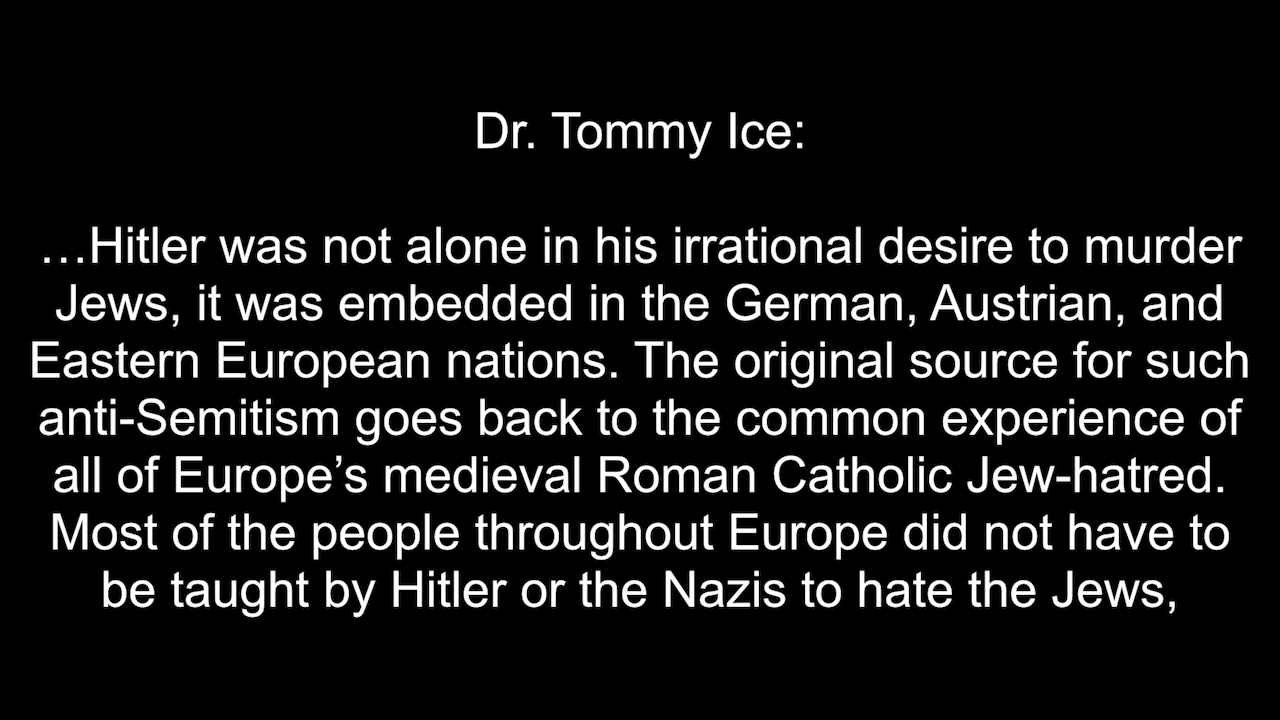 Dr. Tommy Ice:
…Hitler was not alone in his irrational desire to murder
Jews, it was embedded in the German, Austrian, and
Eastern European nations. The original source for such
anti-Semitism goes back to the common experience of
all of Europe’s medieval Roman Catholic Jew-hatred.
Most of the people throughout Europe did not have to
be taught by Hitler or the Nazis to hate the Jews,